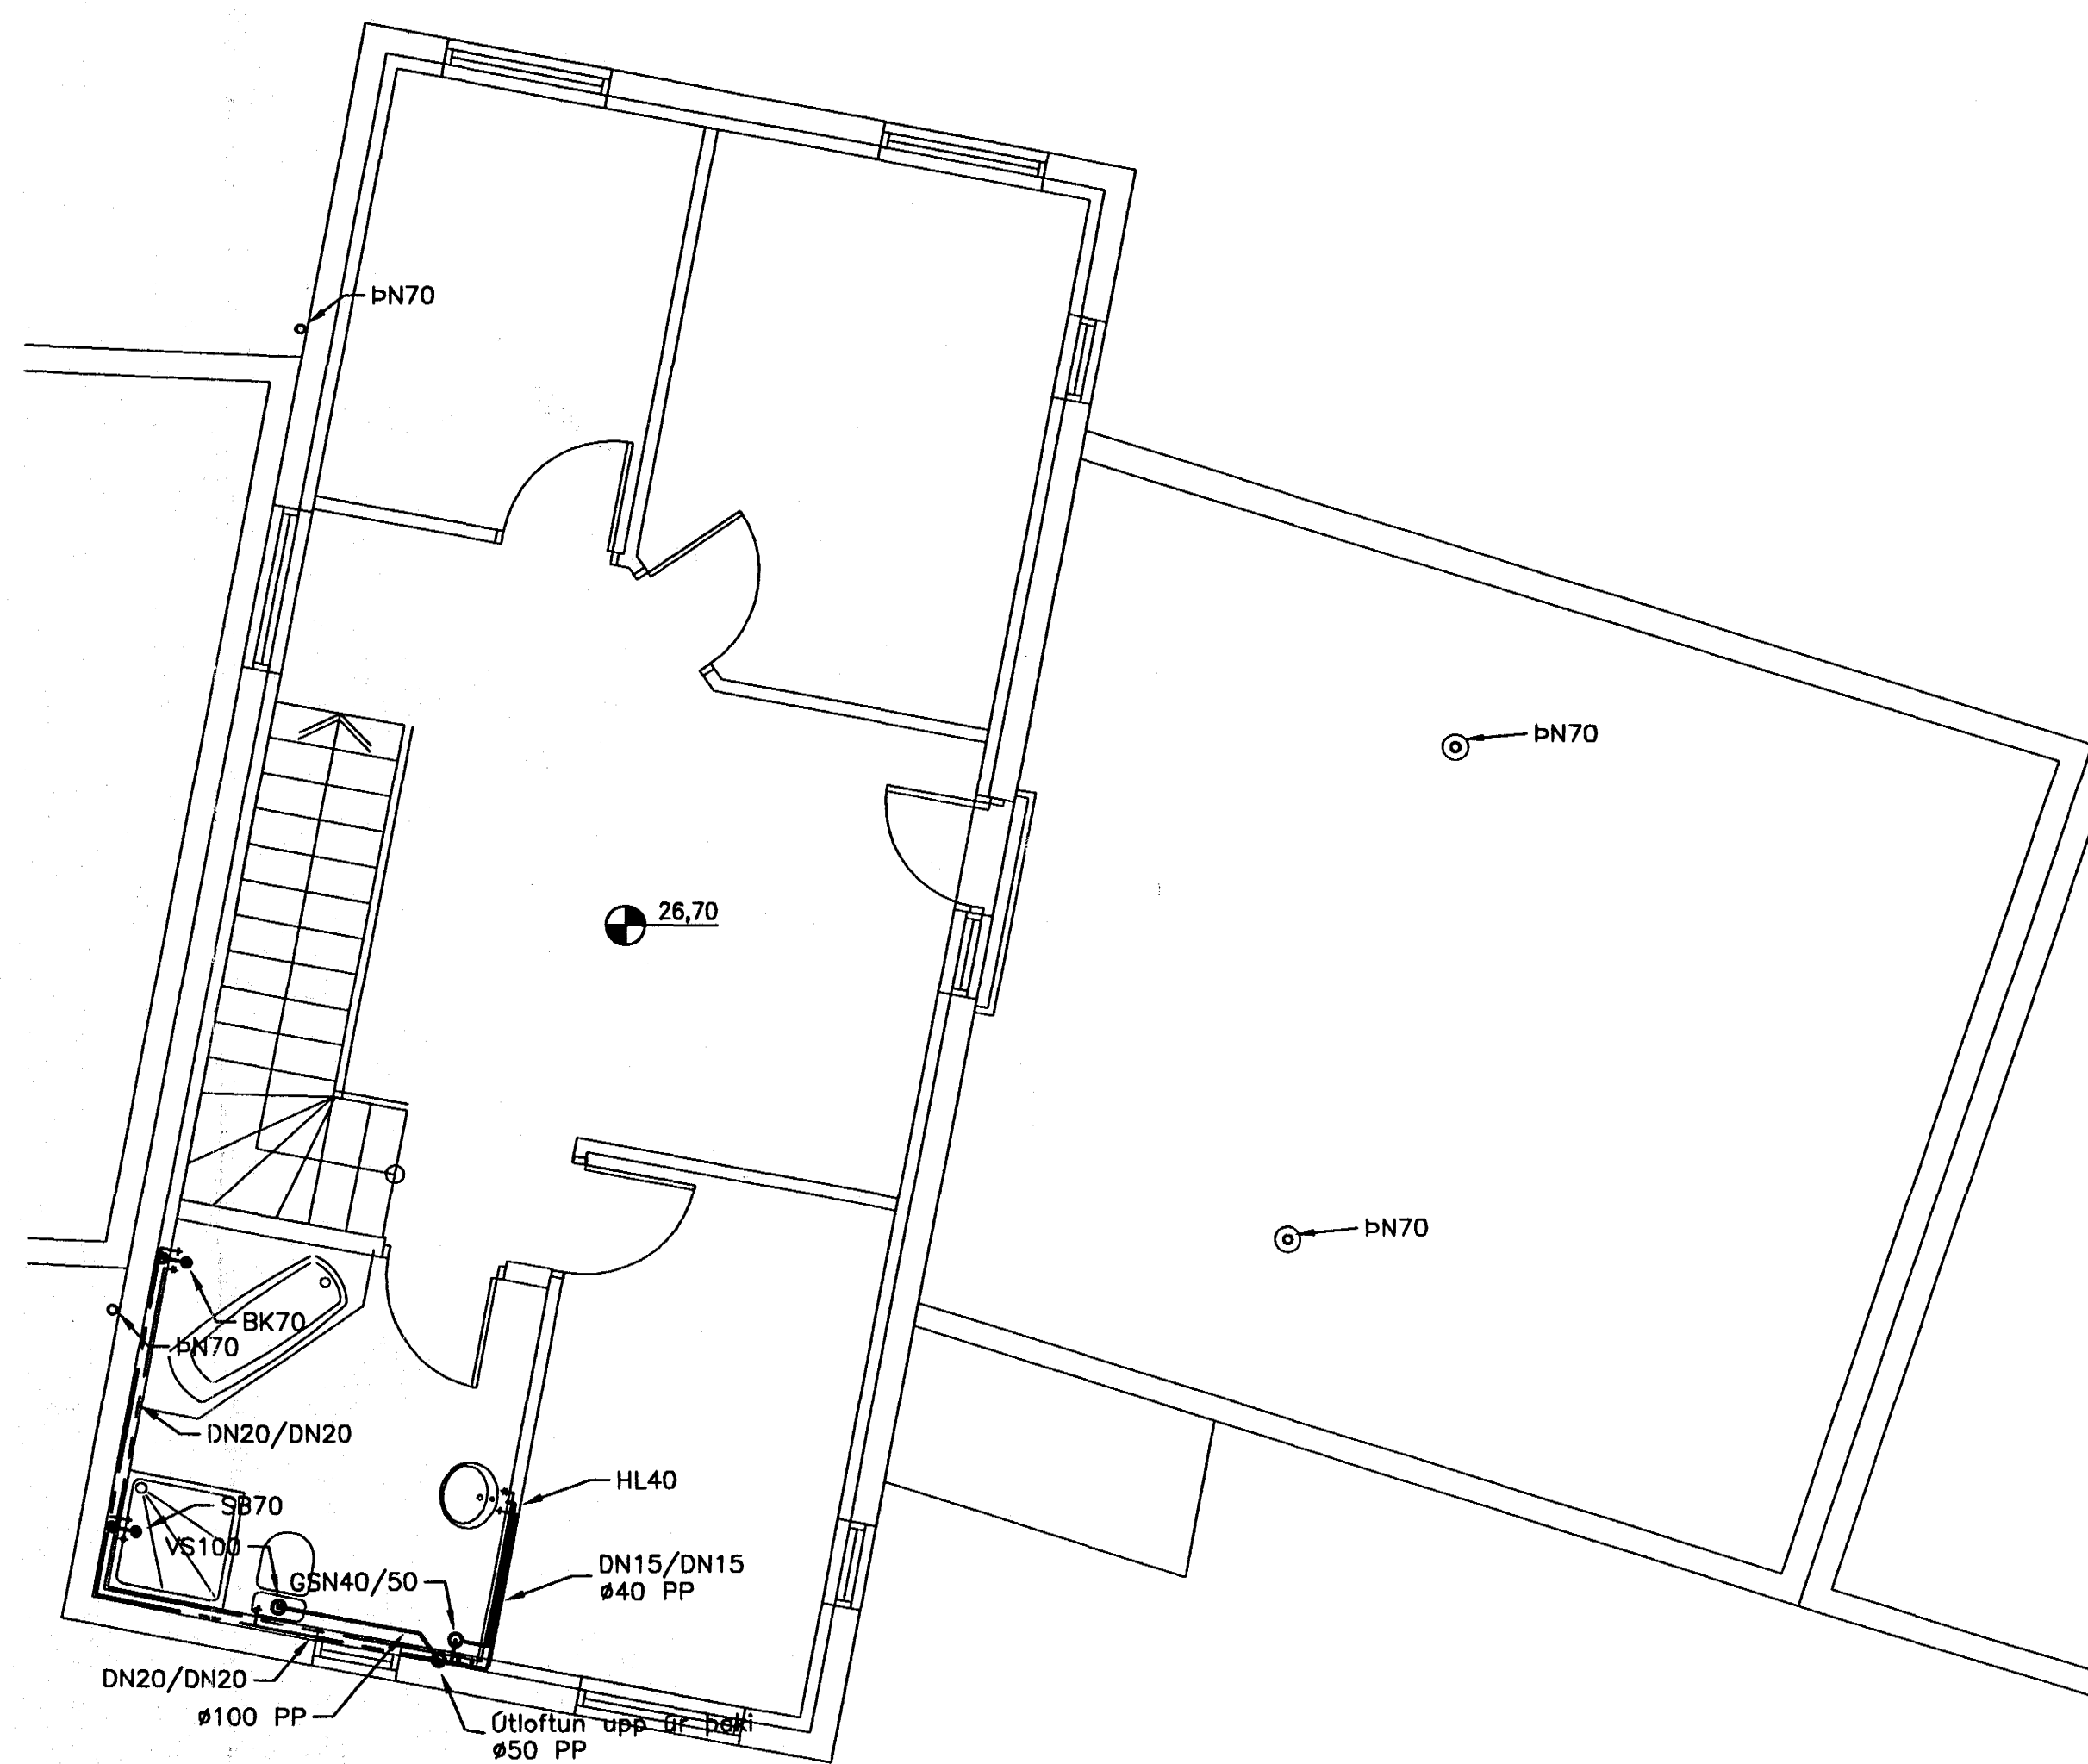 ÞN70
ÞN70
26,70
ÞN70
BK70
ÞN70
DN20/DN20
HL40
SB70
VS100
GSN40/50
DN15/DN15
ø40 PP
DN20/DN20
ø100 PP
Útloftun upp úr þaki
ø50 PP